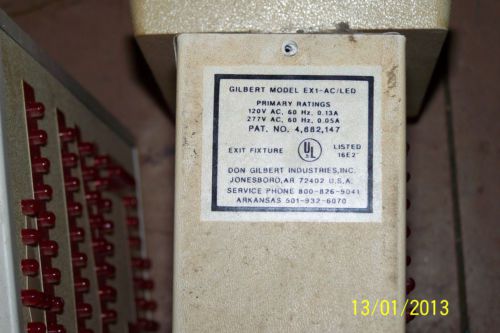 GILBERT MODEL EX1-AC/LED
PRIMARY RATINGS
120V AC, 60 Hz, 0.13A
277V AC, 60 Hz, 0.05A
PAT. NO. 4,682,147
EXIT FIXTURE UL LISTED 16E2
DON GILBERT INDUSTRIES, INC.
JONESBORO, AR 72402 U.S.A.
SERVICE PHONE 800-826-5041
ARKANSAS 501-932-6070
13/01/2013